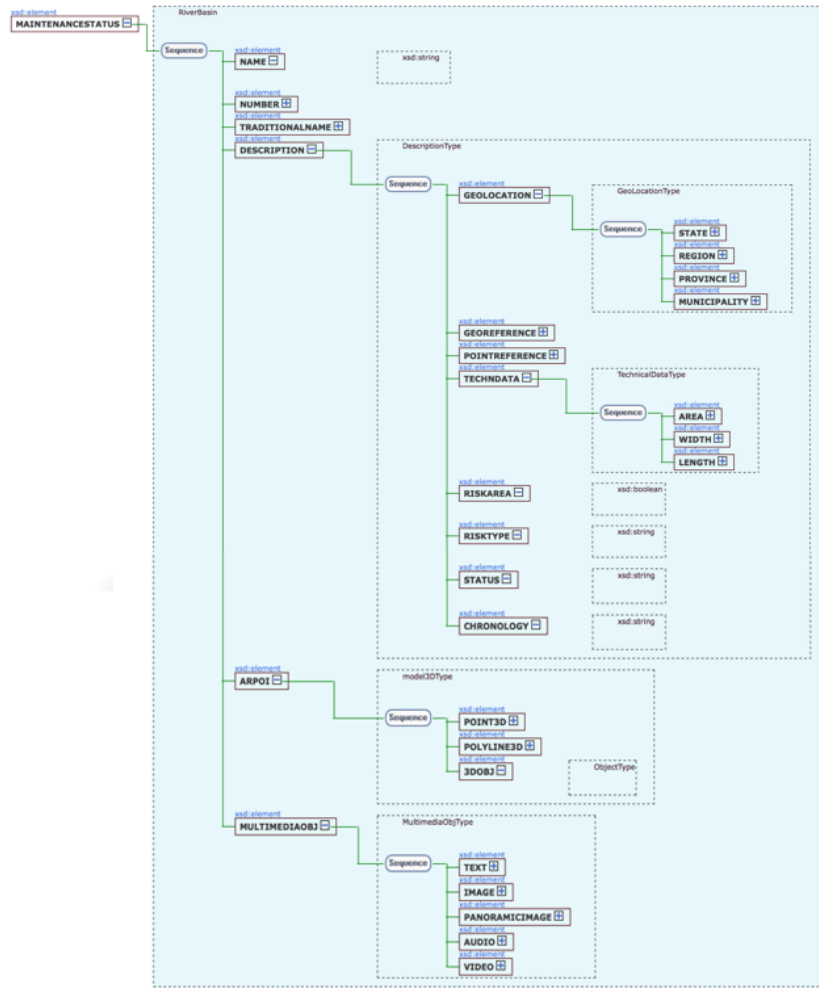 RiverBasin
xsd:element
MAINTENANCESTATUS
Sequence
xsd:element
NAME
xsd:string
xsd:element
NUMBER
xsd:element
TRADITIONALNAME
xsd:element
DESCRIPTION
DescriptionType
Sequence
xsd:element
GEOLOCATION
GeoLocationType
Sequence
xsd:element
STATE
xsd:element
REGION
xsd:element
PROVINCE
xsd:element
MUNICIPALITY
xsd:element
GEOREFERENCE
xsd:element
POINTREFERENCE
xsd:element
TECHNDATA
TechnicalDataType
Sequence
xsd:element
AREA
xsd:element
WIDTH
xsd:element
LENGTH
xsd:element
RISKAREA
xsd:boolean
xsd:element
RISKTYPE
xsd:string
xsd:element
STATUS
xsd:string
xsd:element
CHRONOLOGY
xsd:string
xsd:element
ARPOI
model3DType
Sequence
xsd:element
POINT3D
xsd:element
POLYLINE3D
xsd:element
3DOBJ
ObjectType
xsd:element
MULTIMEDIAOBJ
MultimediaObjType
Sequence
xsd:element
TEXT
xsd:element
IMAGE
xsd:element
PANORAMICIMAGE
xsd:element
AUDIO
xsd:element
VIDEO